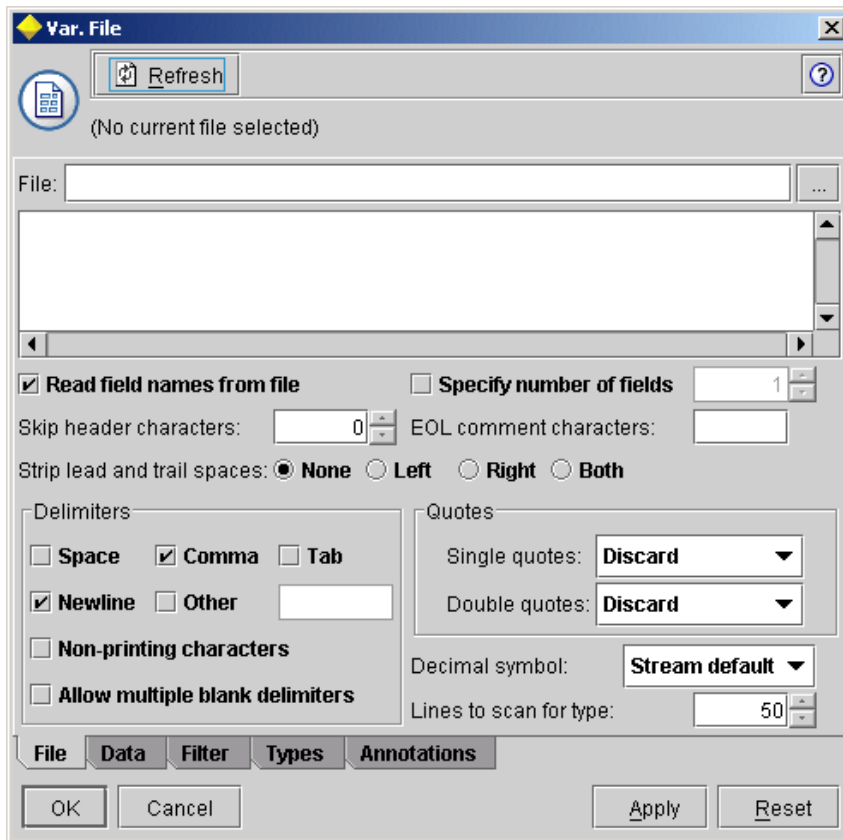 Var. File
Refresh
(No current file selected)
File: ...
Read field names from file Specify number of fields 1
Skip header characters: 0 EOL comment characters:
Strip lead and trail spaces: None Left Right Both
Delimiters Quotes
Space Comma Tab Single quotes: Discard
Newline Other Double quotes: Discard
Non-printing characters
Decimal symbol: Stream default
Allow multiple blank delimiters
Lines to scan for type: 50
File Data Filter Types Annotations
OK Cancel Apply Reset